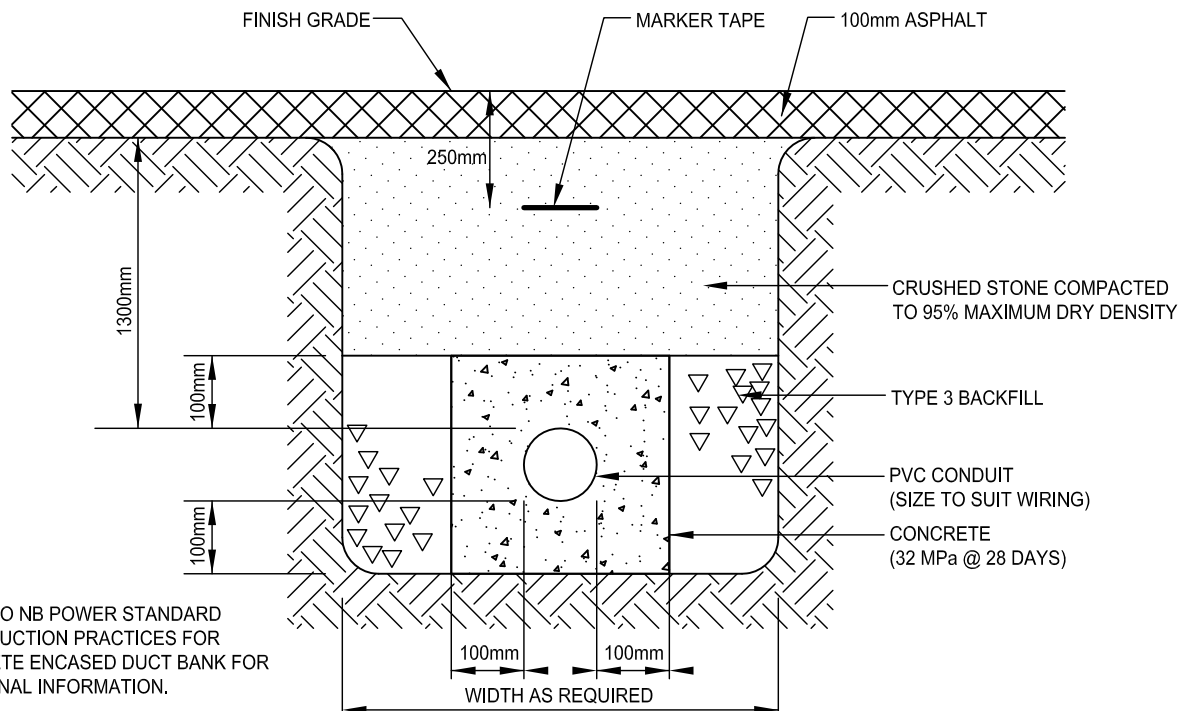 FINISH GRADE
MARKER TAPE
100mm ASPHALT
250mm
1300mm
CRUSHED STONE COMPACTED
TO 95% MAXIMUM DRY DENSITY
100mm
TYPE 3 BACKFILL
PVC CONDUIT
(SIZE TO SUIT WIRING)
100mm
CONCRETE
(32 MPa @ 28 DAYS)
O NB POWER STANDARD
UCTION PRACTICES FOR
TE ENCASED DUCT BANK FOR
NAL INFORMATION.
100mm
100mm
WIDTH AS REQUIRED